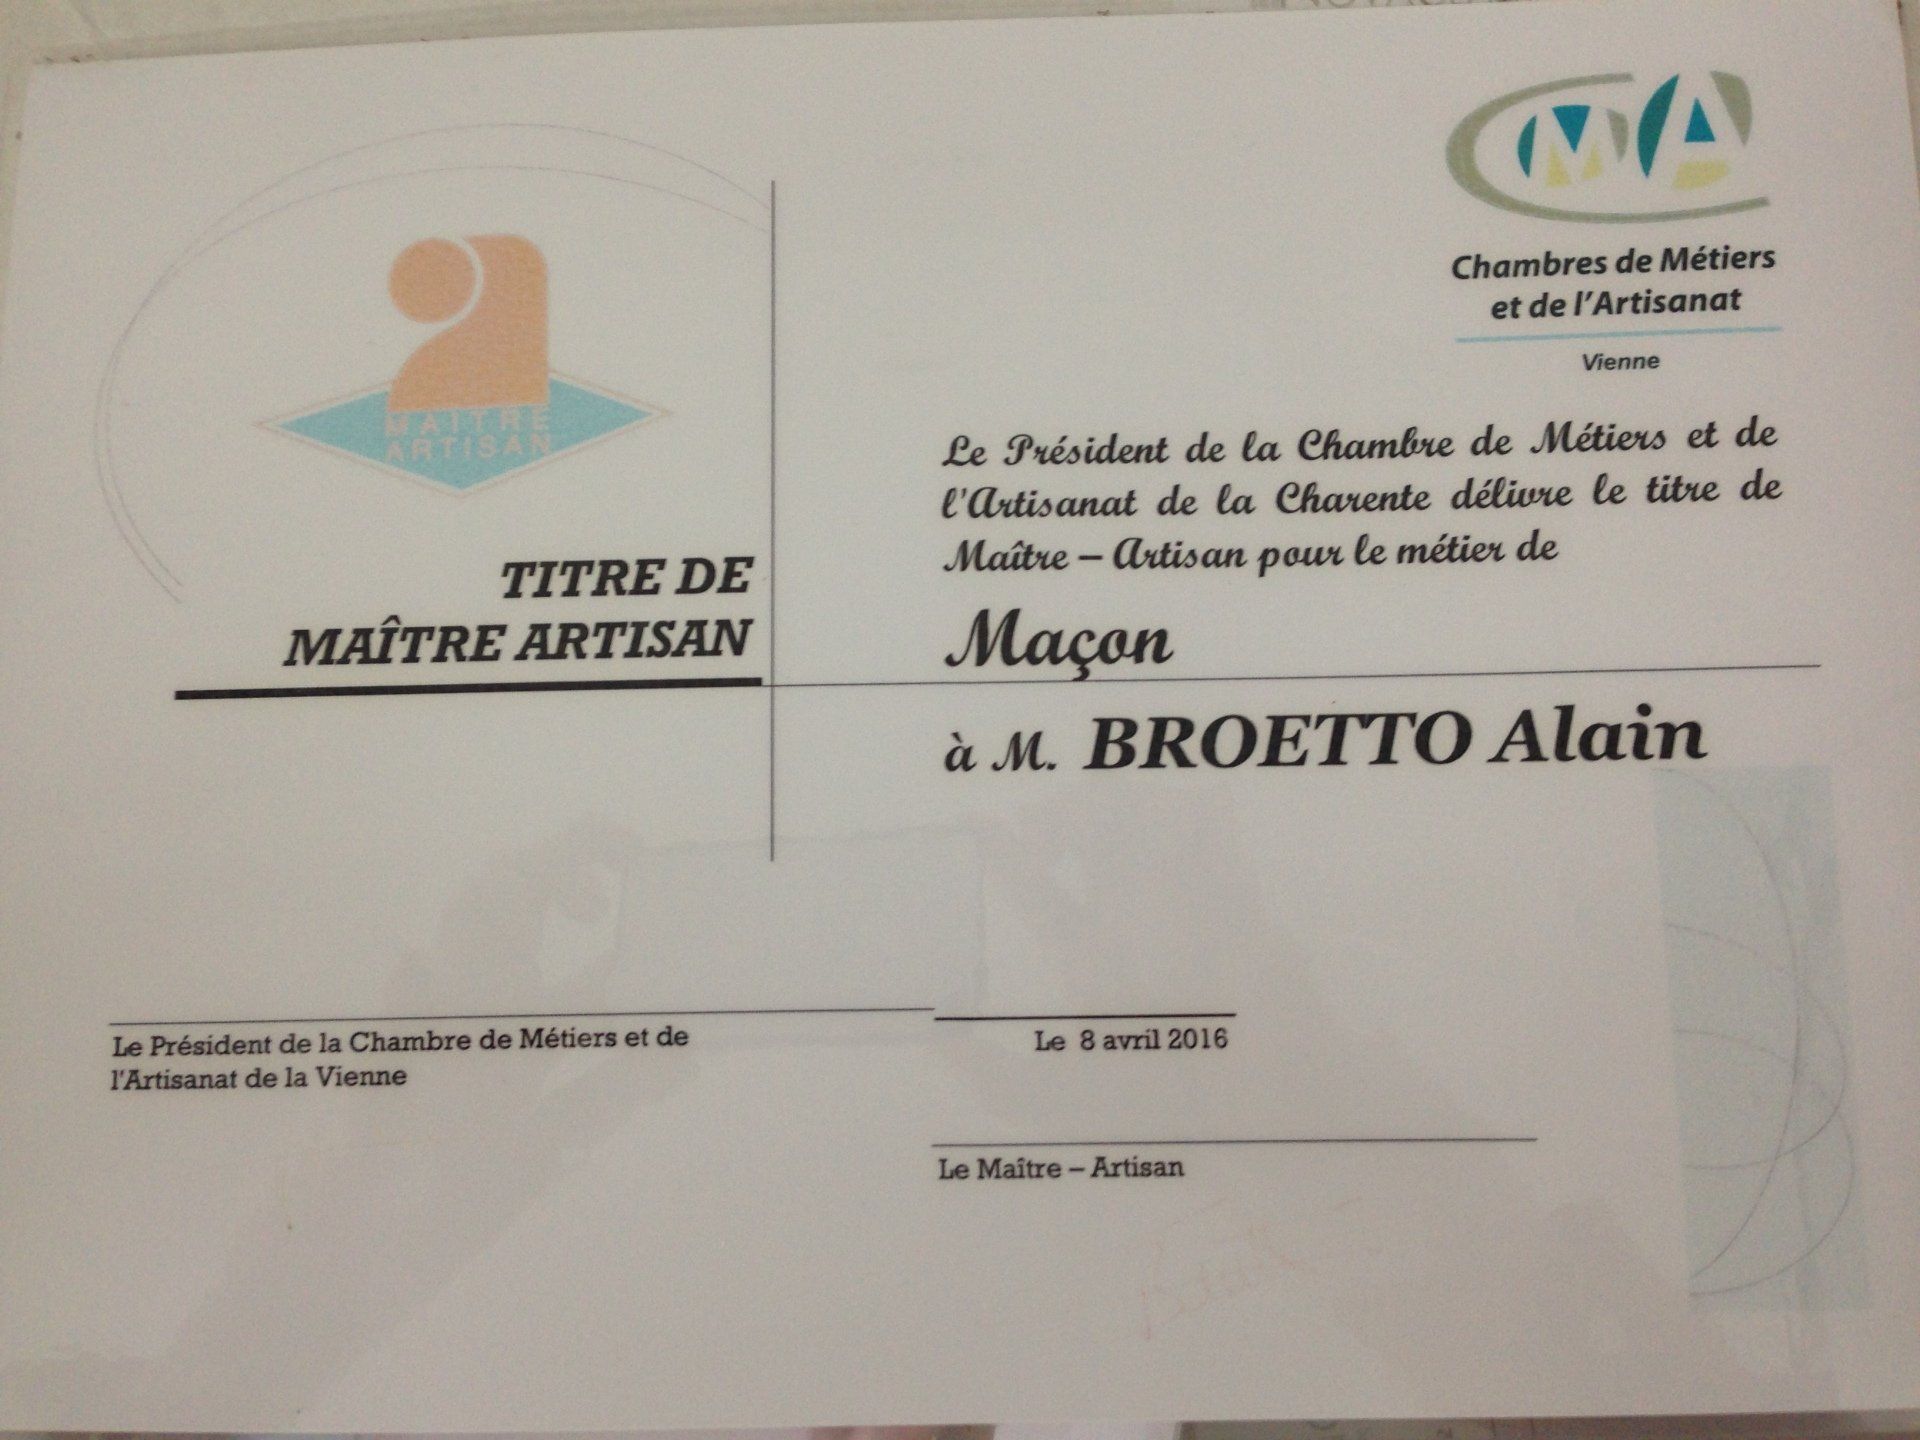 MAITRE
ARTISAN
TITRE DE
MAÎTRE ARTISAN
CMA
Chambres de Métiers
et de l'Artisanat
Vienne
Le Président de la Chambre de Métiers et de
l'Artisanat de la Charente délivre le titre de
Maître – Artisan pour le métier de
Maçon
à M. BROETTO Alain
Le Président de la Chambre de Métiers et de
l'Artisanat de la Vienne
Le 8 avril 2016
Le Maître – Artisan